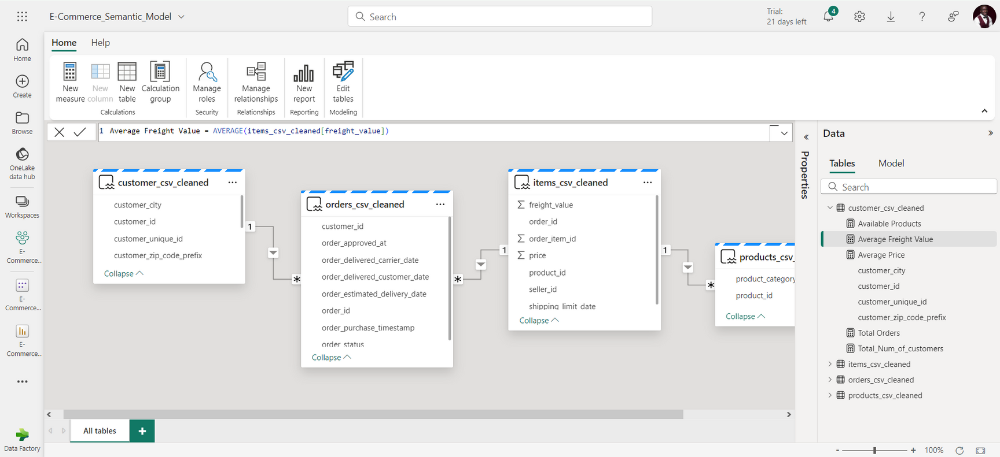 E-Commerce_Semantic_Model
Search
Trial:
21 days left
4
?
Home
Help
Home
Create
Browse
OneLake
data hub
Workspaces
E-
Commerce...
E-
Commerce...
E-
Commerce...
Data Factory
New
measure
New
column
New
table
Calculation
group
Calculations
Manage
roles
Security
Manage
relationships
Relationships
New
report
Reporting
Edit
tables
Modeling
1 Average Freight Value = AVERAGE(items_csv_cleaned[freight_value])
customer_csv_cleaned
customer_city
customer_id
customer_unique_id
customer_zip_code_prefix
Collapse
1
*
orders_csv_cleaned
customer_id
order_approved_at
order_delivered_carrier_date
order_delivered_customer_date
order_estimated_delivery_date
order_id
order_purchase_timestamp
order_status
Collapse
*
1
items_csv_cleaned
∑ freight_value
order_id
∑ order_item_id
∑ price
product_id
seller_id
shipping_limit_date
Collapse
1
*
products_csv_
product_category
product_id
Collapse
Properties
Data
Tables
Model
Search
customer_csv_cleaned
Available Products
Average Freight Value
Average Price
customer_city
customer_id
customer_unique_id
customer_zip_code_prefix
Total Orders
Total_Num_of_customers
items_csv_cleaned
orders_csv_cleaned
products_csv_cleaned
All tables
+
- + 100%